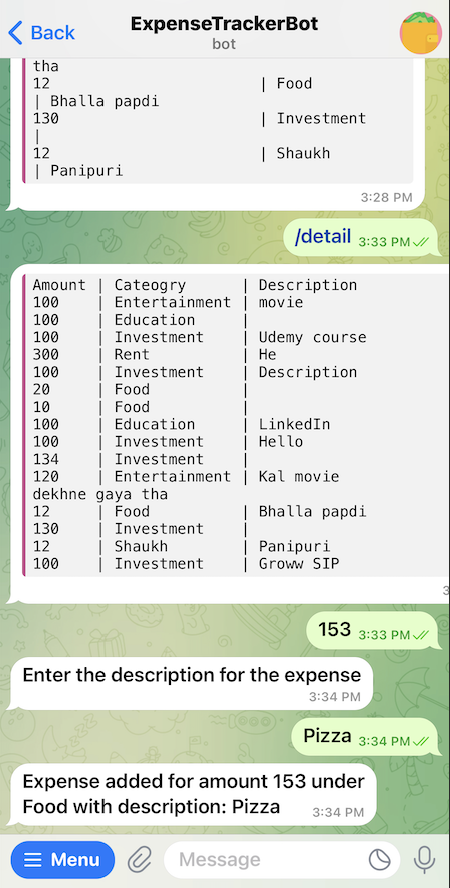 Back
ExpenseTrackerBot
bot
tha
12 | Food
| Bhalla papdi
130 | Investment
|
12 | Shaukh
| Panipuri
3:28 PM
/detail 3:33 PM
Amount | Cateogry | Description
100 | Entertainment | movie
100 | Education |
100 | Investment | Udemy course
300 | Rent | He
100 | Investment | Description
20 | Food |
10 | Food |
100 | Education | LinkedIn
100 | Investment | Hello
134 | Investment |
120 | Entertainment | Kal movie
dekhne gaya tha
12 | Food | Bhalla papdi
130 | Investment |
12 | Shaukh | Panipuri
100 | Investment | Groww SIP
3
153 3:33 PM
Enter the description for the expense
3:34 PM
Pizza 3:34 PM
Expense added for amount 153 under
Food with description: Pizza 3:34 PM
Menu
Message